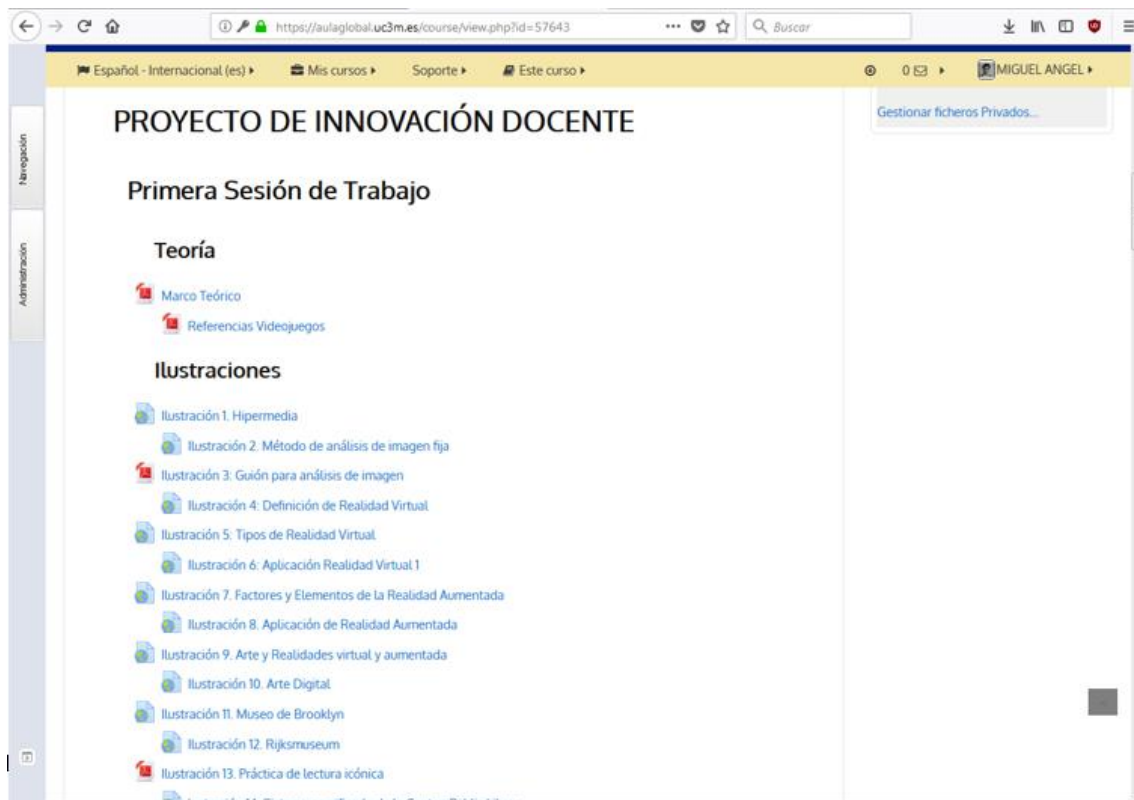 https://aulaglobal.uc3m.es/course/view.php?id=57643
Buscar
Español - Internacional (es)
Mis cursos
Soporte
Este curso
0
MIGUEL ANGEL
Navegación
Administración
Gestionar ficheros Privados...
PROYECTO DE INNOVACIÓN DOCENTE
Primera Sesión de Trabajo
Teoría
Marco Teórico
Referencias Videojuegos
Ilustraciones
Ilustración 1. Hipermedia
Ilustración 2. Método de análisis de imagen fija
Ilustración 3: Guión para análisis de imagen
Ilustración 4: Definición de Realidad Virtual
Ilustración 5: Tipos de Realidad Virtual
Ilustración 6: Aplicación Realidad Virtual 1
Ilustración 7. Factores y Elementos de la Realidad Aumentada
Ilustración 8. Aplicación de Realidad Aumentada
Ilustración 9. Arte y Realidades virtual y aumentada
Ilustración 10. Arte Digital
Ilustración 11. Museo de Brooklyn
Ilustración 12. Rijksmuseum
Ilustración 13. Práctica de lectura icónica